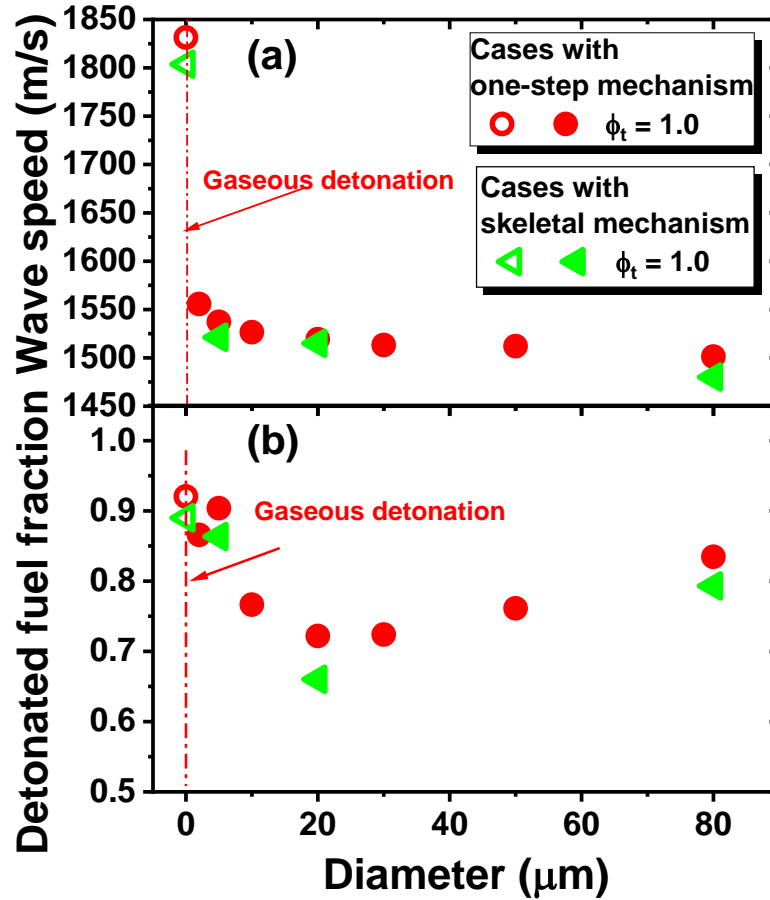 Wave speed (m/s)
1850
1800
1750
1700
1650
1600
1550
1500
1450
(a)
Cases with
one-step mechanism
ϕt = 1.0
Cases with
skeletal mechanism
ϕt = 1.0
Gaseous detonation
Detonated fuel fraction
1.0
0.9
0.8
0.7
0.6
0.5
(b)
Gaseous detonation
0 20 40 60 80
Diameter (μm)